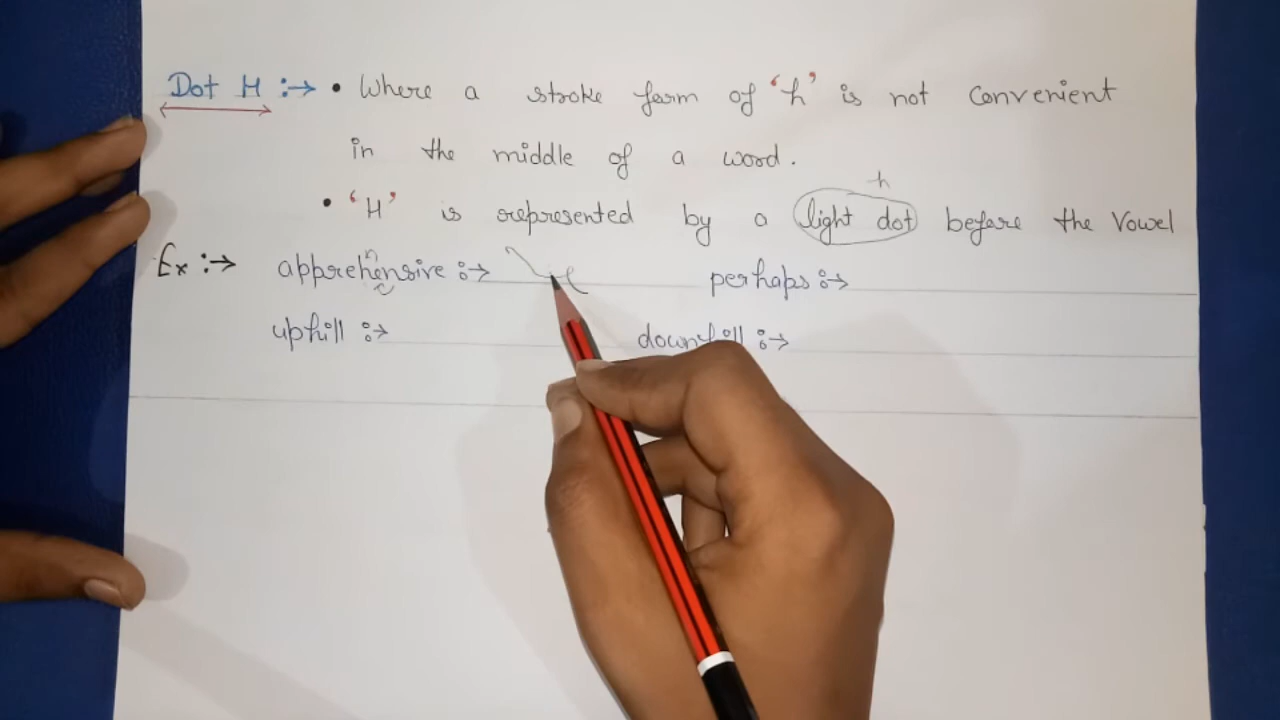 Dot H :→ • Where a stroke form of 'h' is not convenient
in the middle of a word.
h
• 'H' is represented by a light dot before the Vowel
n
Ex :→ apprehensive :→ perhaps :→
uphill :→ downhill :→